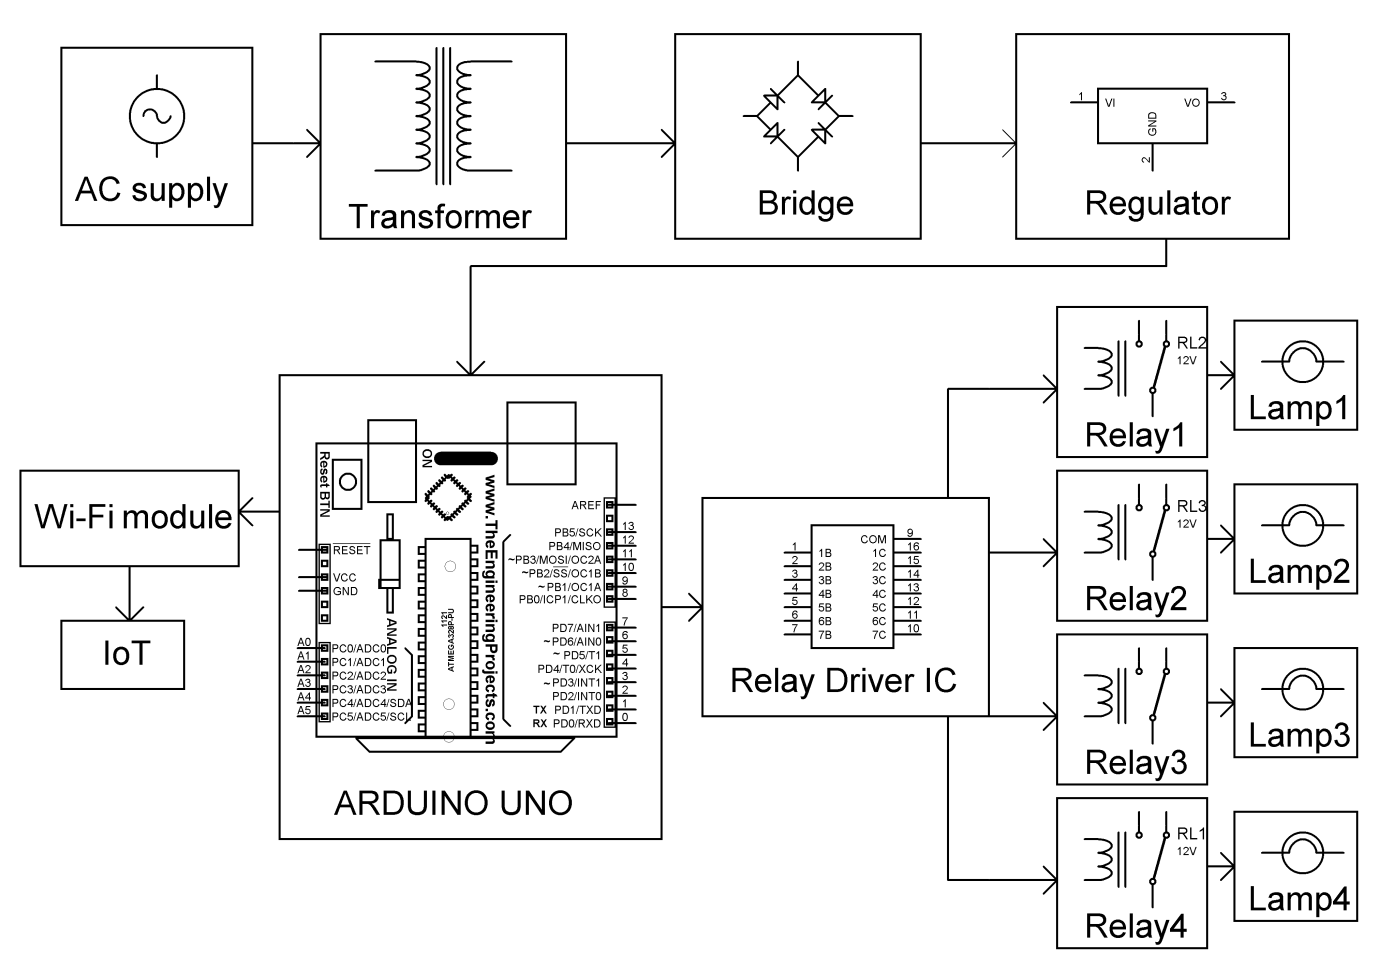 AC supply
Transformer
Bridge
1
VI
VO
3
GND
2
Regulator
Reset BTN
ON
www.TheEngineeringProjects.com
RESET
VCC
GND
ANALOG IN
1121
ATMEGA328P-PU
A0 PC0/ADC0
A1 PC1/ADC1
A2 PC2/ADC2
A3 PC3/ADC3
A4 PC4/ADC4/SDA
A5 PC5/ADC5/SCL
AREF
PB5/SCK 13
PB4/MISO 12
~PB3/MOSI/OC2A 11
~PB2/SS/OC1B 10
~PB1/OC1A 9
PB0/ICP1/CLKO 8
PD7/AIN1 7
~PD6/AIN0 6
~PD5/T1 5
PD4/T0/XCK 4
~PD3/INT1 3
PD2/INT0 2
TX PD1/TXD 1
RX PD0/RXD 0
ARDUINO UNO
Wi-Fi module
IoT
COM 9
1 1B 1C 16
2 2B 2C 15
3 3B 3C 14
4 4B 4C 13
5 5B 5C 12
6 6B 6C 11
7 7B 7C 10
Relay Driver IC
RL2
12V
Relay1
Lamp1
RL3
12V
Relay2
Lamp2
Relay3
Lamp3
RL1
12V
Relay4
Lamp4